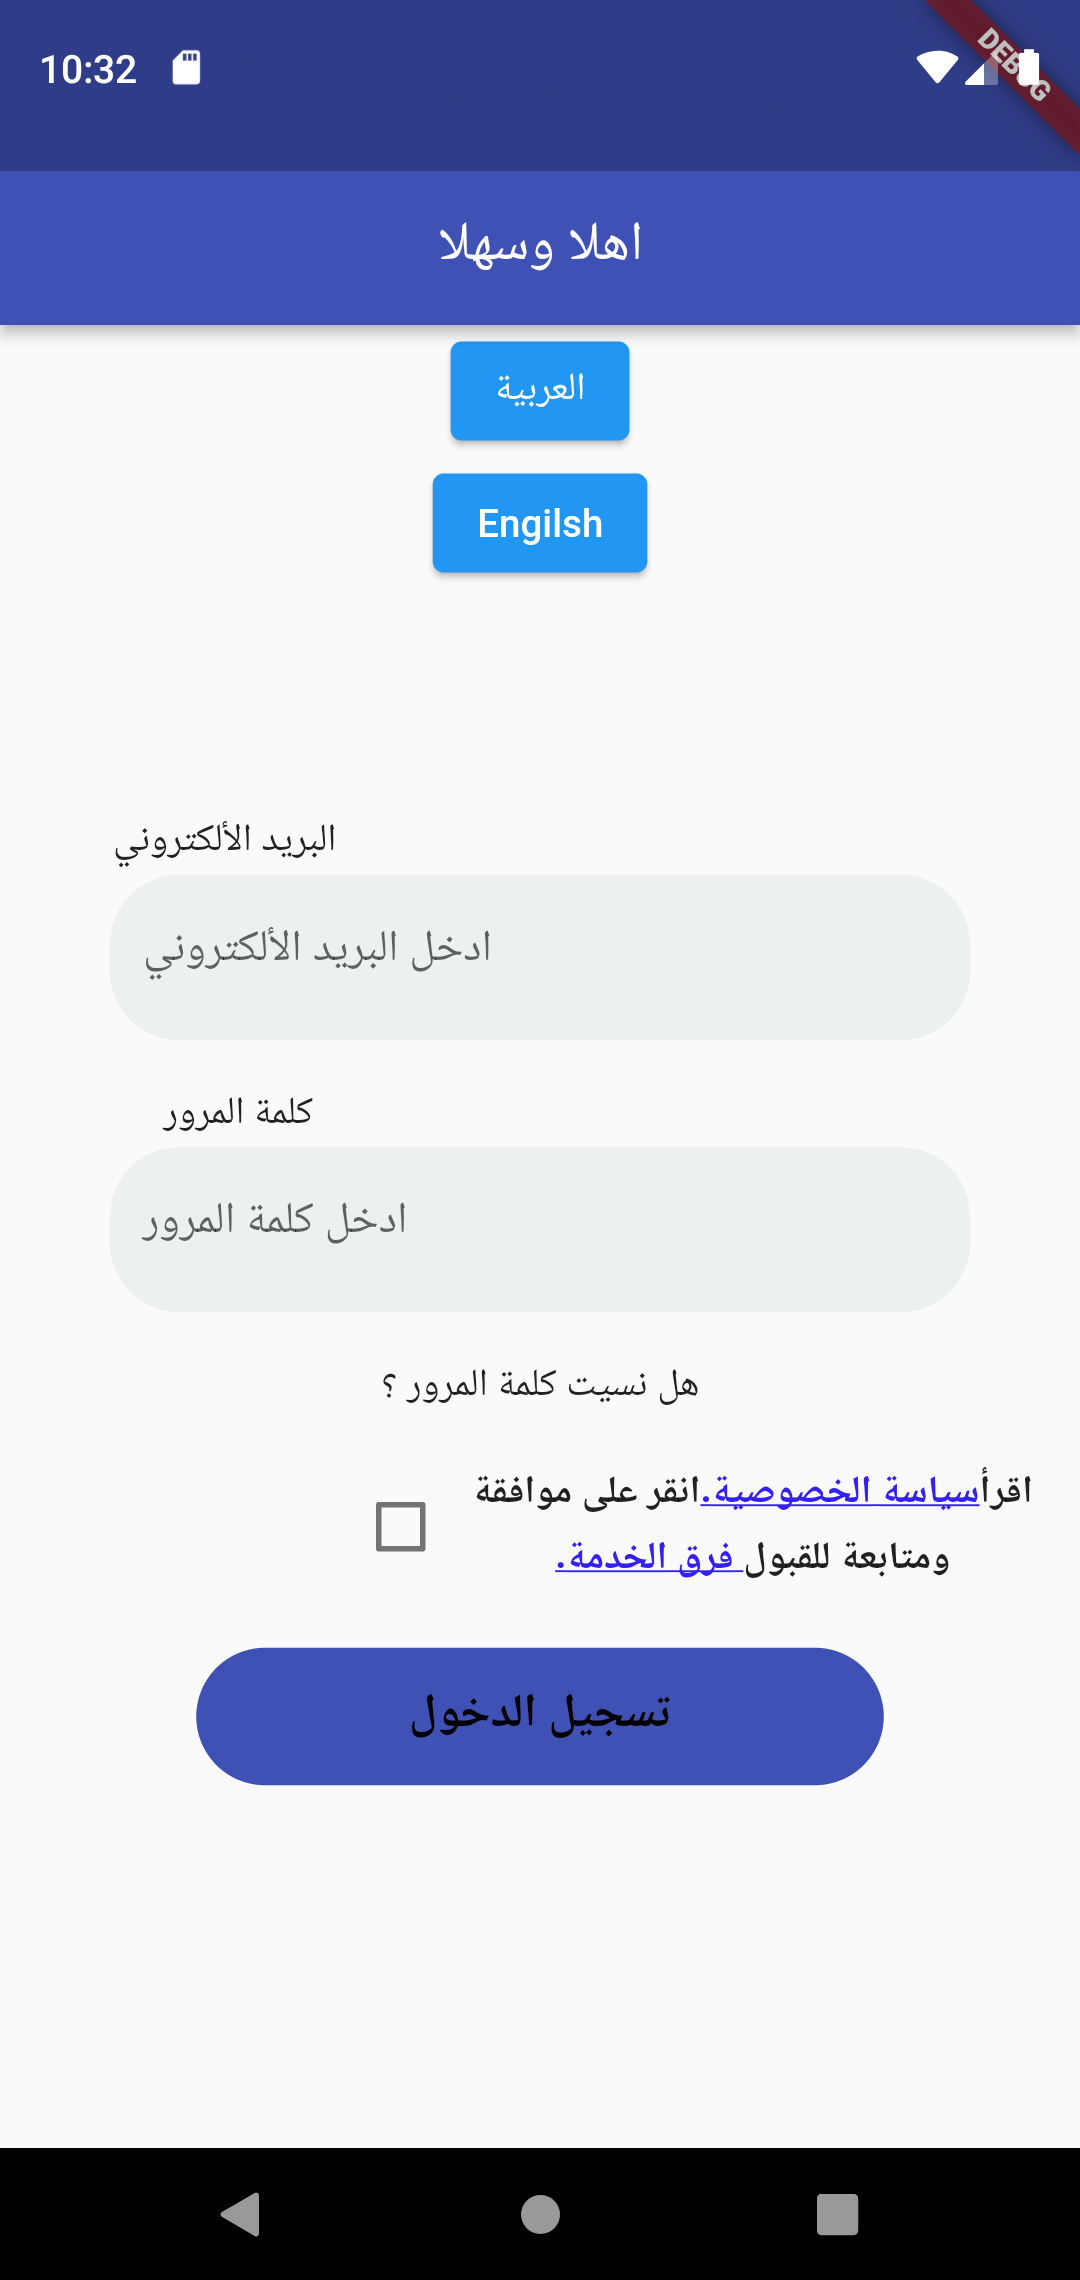 10:32
DEBUG
اهلا وسهلا
العربية
Engilsh
البريد الألكتروني
ادخل البريد الألكتروني
كلمة المرور
ادخل كلمة المرور
هل نسيت كلمة المرور ؟
اقرأسياسة الخصوصية.انقر على موافقة
ومتابعة للقبول فرق الخدمة.
تسجيل الدخول